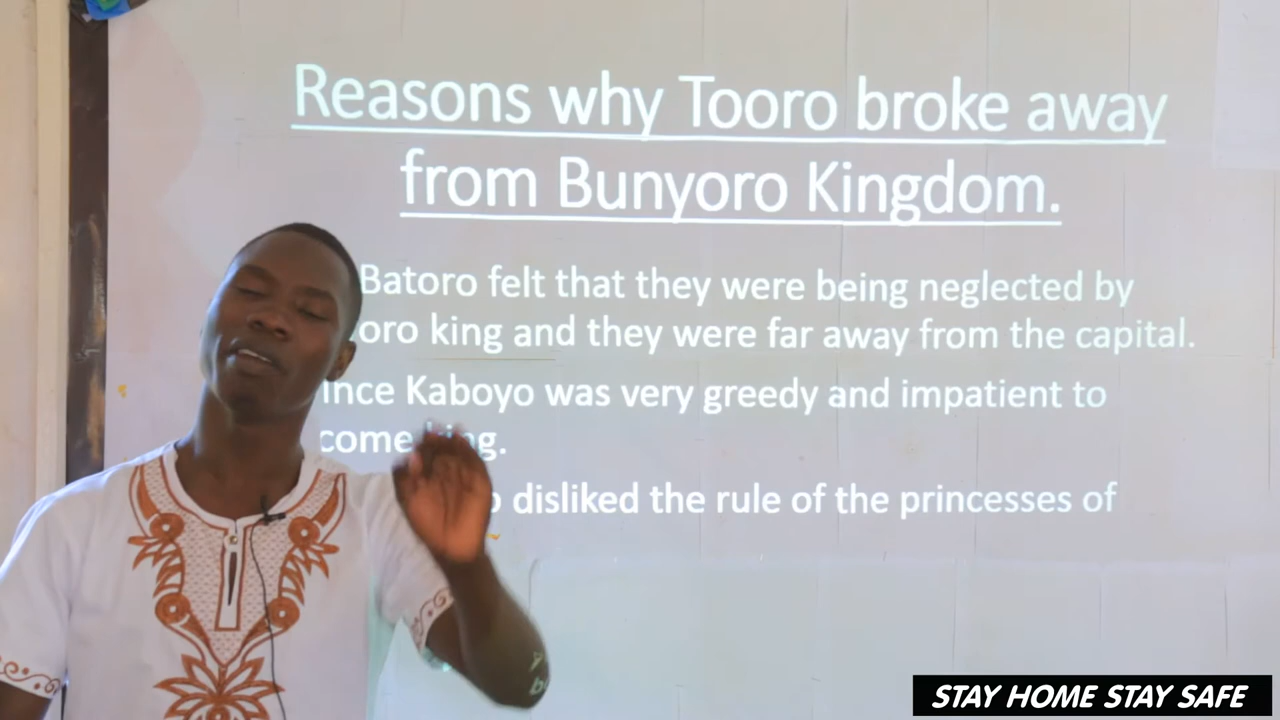 Reasons why Tooro broke away
from Bunyoro Kingdom.
Batoro felt that they were being neglected by
oro king and they were far away from the capital.
ince Kaboyo was very greedy and impatient to
come king.
disliked the rule of the princesses of
STAY HOME STAY SAFE